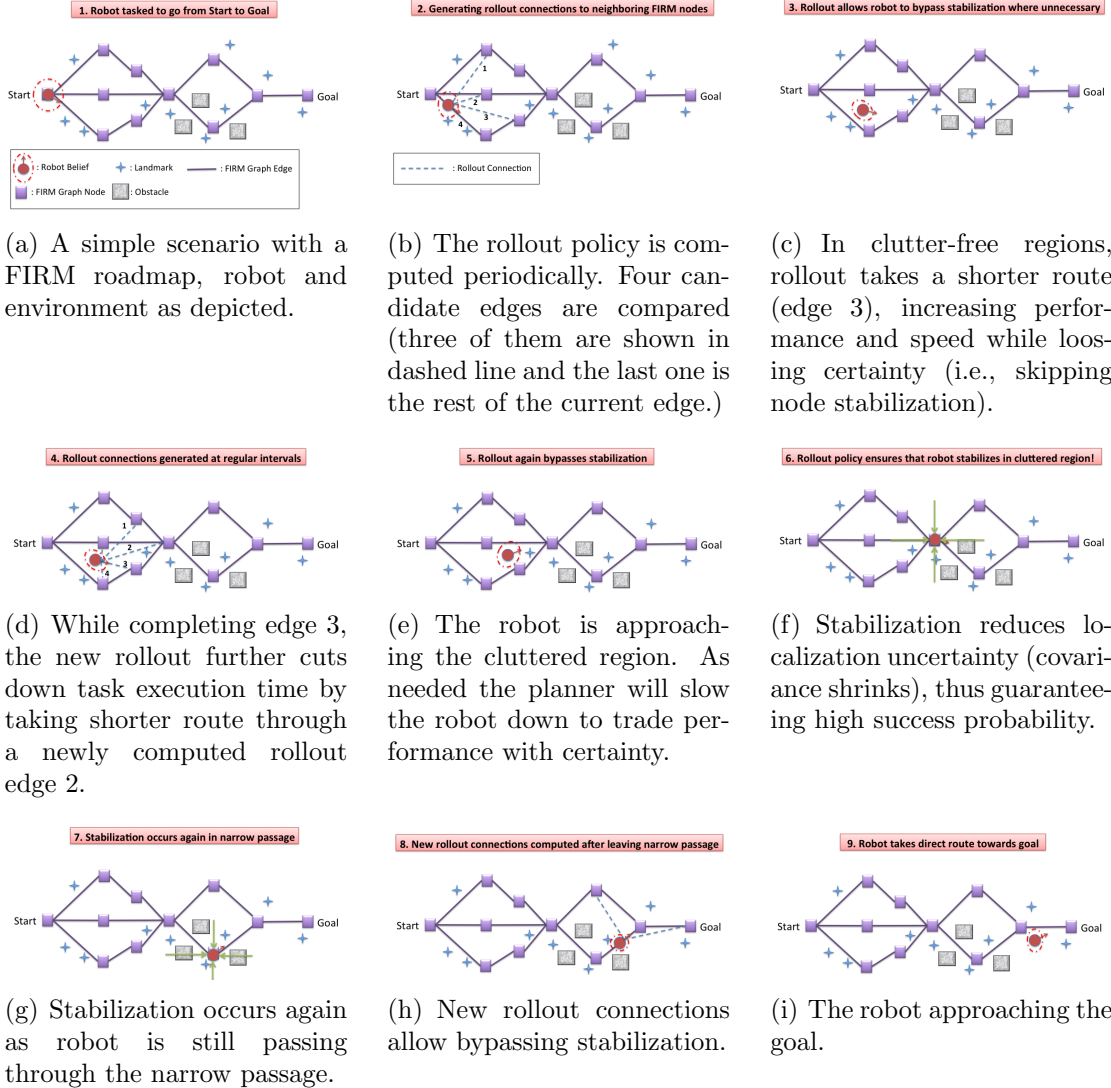 1. Robot tasked to go from Start to Goal
Start
Goal
: Robot Belief
: Landmark
: FIRM Graph Edge
: FIRM Graph Node
: Obstacle
(a) A simple scenario with a
FIRM roadmap, robot and
environment as depicted.
2. Generating rollout connections to neighboring FIRM nodes
Start
1
2
3
4
Goal
: Rollout Connection
(b) The rollout policy is com-
puted periodically. Four can-
didate edges are compared
(three of them are shown in
dashed line and the last one is
the rest of the current edge.)
3. Rollout allows robot to bypass stabilization where unnecessary
Start
Goal
(c) In clutter-free regions,
rollout takes a shorter route
(edge 3), increasing perfor-
mance and speed while loos-
ing certainty (i.e., skipping
node stabilization).
4. Rollout connections generated at regular intervals
Start
1
2
3
4
Goal
(d) While completing edge 3,
the new rollout further cuts
down task execution time by
taking shorter route through
a newly computed rollout
edge 2.
5. Rollout again bypasses stabilization
Start
Goal
(e) The robot is approach-
ing the cluttered region. As
needed the planner will slow
the robot down to trade per-
formance with certainty.
6. Rollout policy ensures that robot stabilizes in cluttered region!
Start
Goal
(f) Stabilization reduces lo-
calization uncertainty (covari-
ance shrinks), thus guarantee-
ing high success probability.
7. Stabilization occurs again in narrow passage
Start
Goal
(g) Stabilization occurs again
as robot is still passing
through the narrow passage.
8. New rollout connections computed after leaving narrow passage
Start
Goal
(h) New rollout connections
allow bypassing stabilization.
9. Robot takes direct route towards goal
Start
Goal
(i) The robot approaching the
goal.